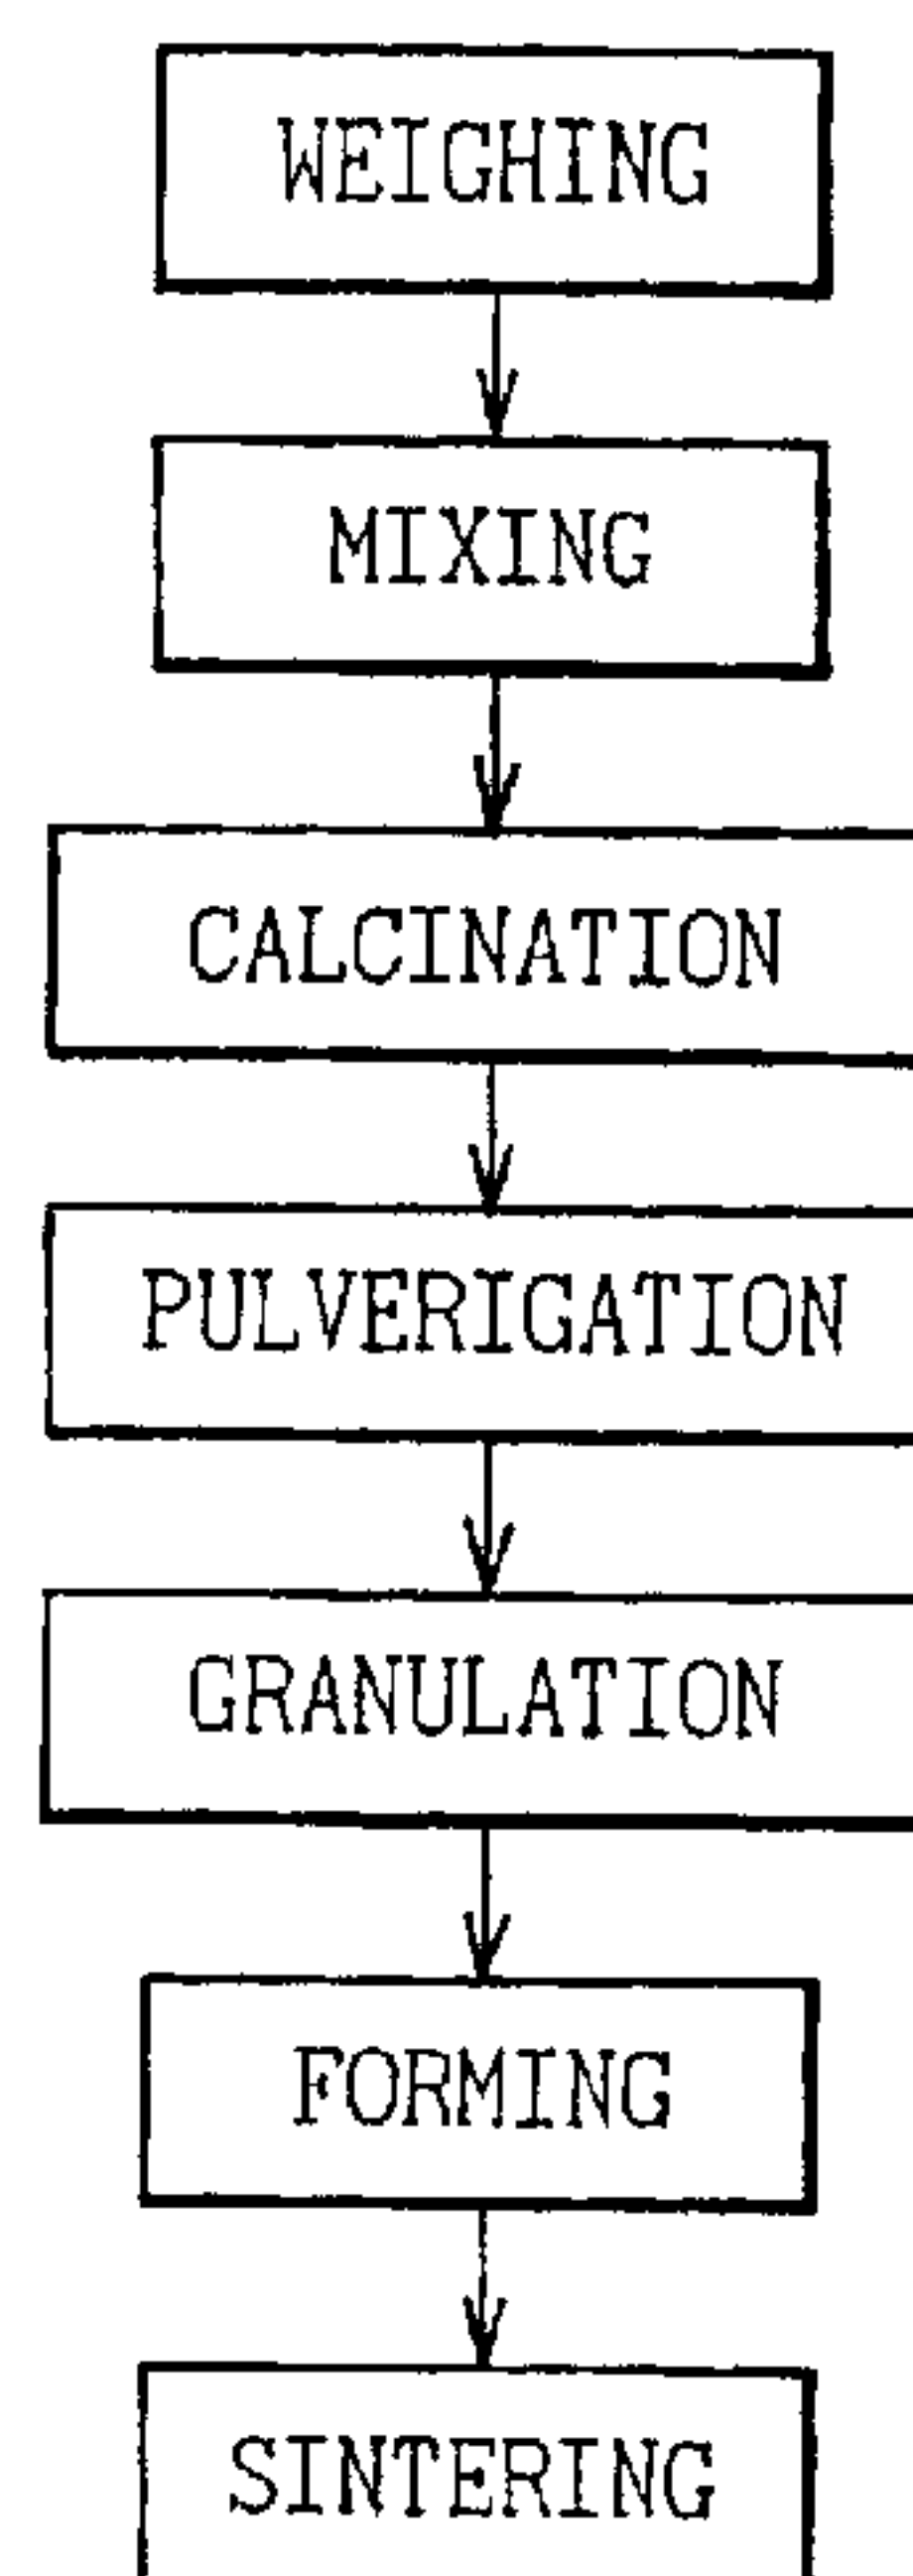 WEIGHING
MIXING
CALCINATION
PULVERIGATION
GRANULATION
FORMING
SINTERING